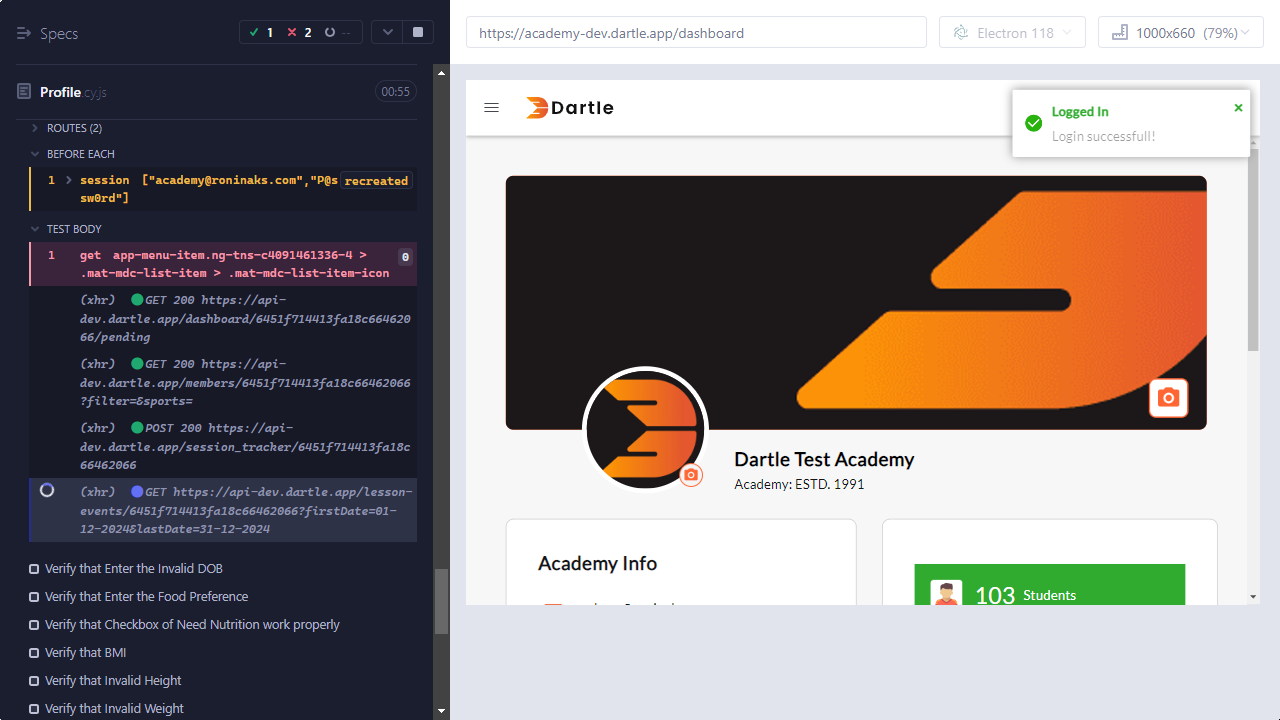 Specs
1
2
--
Profile.cy.js
00:55
ROUTES (2)
BEFORE EACH
1 session ["academy@roninaks.com","P@s recreated
sw0rd"]
TEST BODY
1 get app-menu-item.ng-tns-c4091461336-4 > 0
.mat-mdc-list-item > .mat-mdc-list-item-icon
(xhr) GET 200 https://api-
dev.dartle.app/dashboard/6451f714413fa18c66462066/pending
(xhr) GET 200 https://api-
dev.dartle.app/members/6451f714413fa18c66462066
?filter=&sports=
(xhr) POST 200 https://api-
dev.dartle.app/session_tracker/6451f714413fa18c
66462066
(xhr) GET https://api-dev.dartle.app/lesson-
events/6451f714413fa18c66462066?firstDate=01-
12-2024&lastDate=31-12-2024
Verify that Enter the Invalid DOB
Verify that Enter the Food Preference
Verify that Checkbox of Need Nutrition work properly
Verify that BMI
Verify that Invalid Height
Verify that Invalid Weight
https://academy-dev.dartle.app/dashboard
Electron 118
1000x660 (79%)
Dartle
Logged In
Login successfull!
Dartle Test Academy
Academy: ESTD. 1991
Academy Info
103 Students